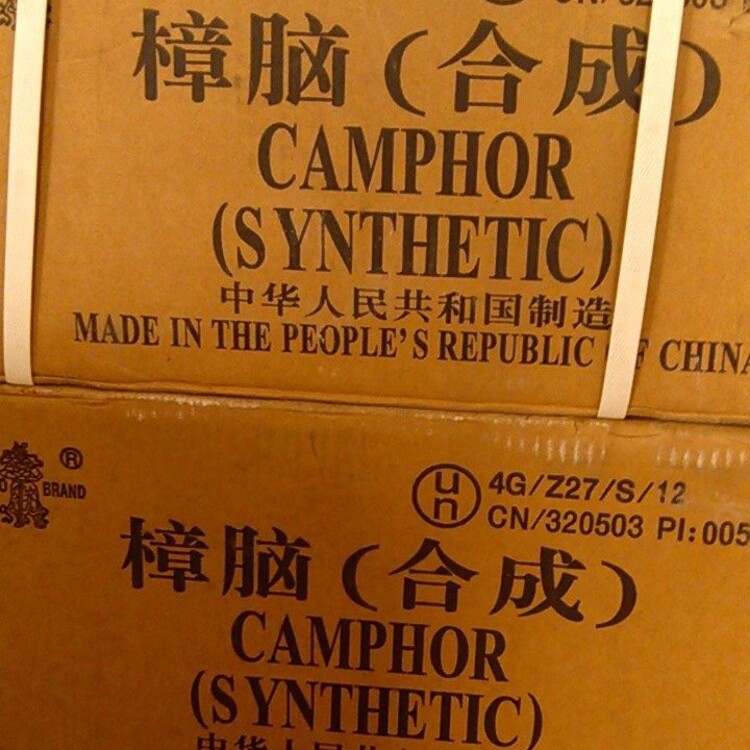 樟脑(合成)
CAMPHOR
(SYNTHETIC)
中华人民共和国制造
MADE IN THE PEOPLE'S REPUBLIC CHINA
®
BRAND
un 4G/Z27/S/12
CN/320503 PI:005
樟脑(合成)
CAMPHOR
(SYNTHETIC)